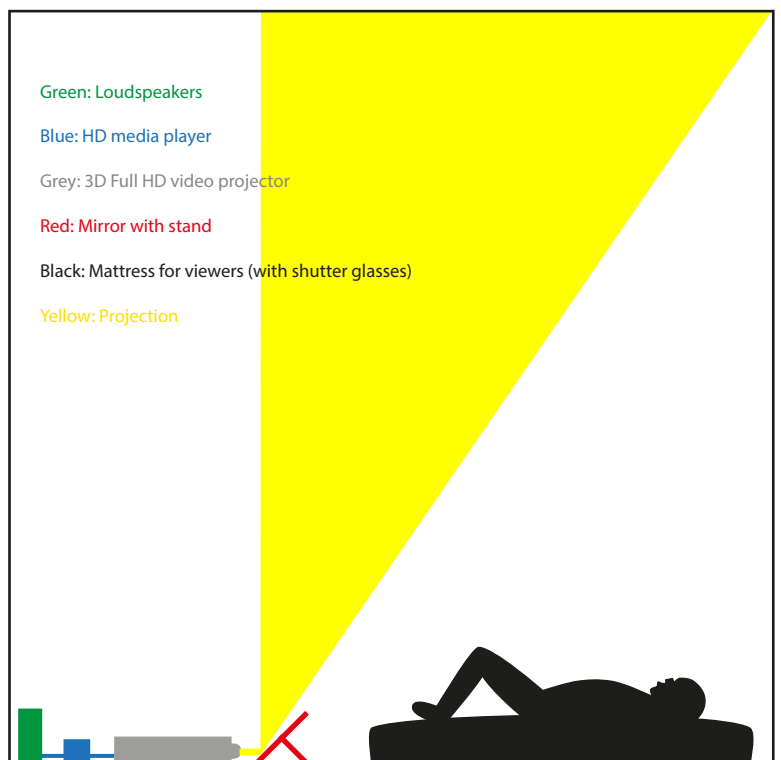 Green: Loudspeakers
Blue: HD media player
Grey: 3D Full HD video projector
Red: Mirror with stand
Black: Mattress for viewers (with shutter glasses)
Yellow: Projection